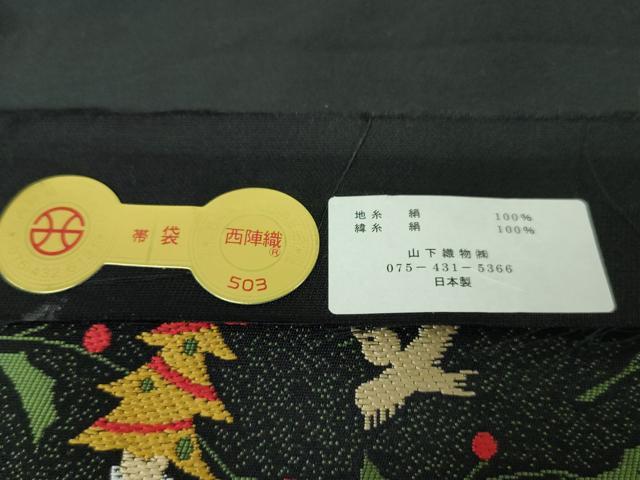 帯袋
西陣織®
503
地糸 絹 100%
緯糸 絹 100%
山下織物㈱
075-431-5366
日本製